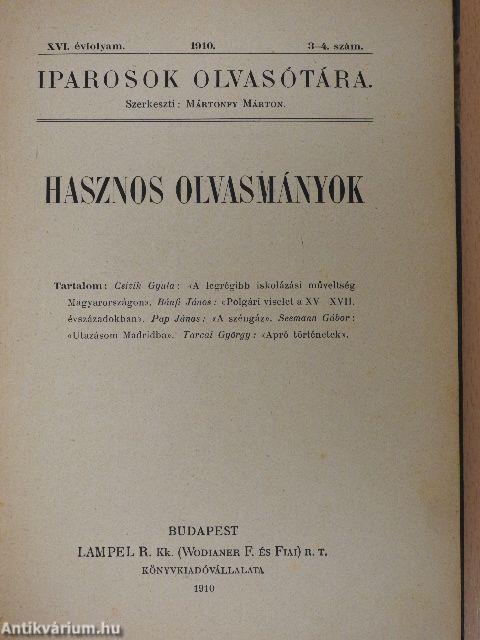 XVI. évfolyam. 1910. 3–4. szám.
IPAROSOK OLVASÓTÁRA.
Szerkeszti: MÁRTONFY MÁRTON.
HASZNOS OLVASMÁNYOK
Tartalom: Csizik Gyula: «A legrégibb iskolázási műveltség
Magyarországon». Bánfi János: «Polgári viselet a XV–XVII.
évszázadokban». Pap János: «A széngáz». Seemann Gábor:
«Utazásom Madridba». Tarcai György: «Apró történetek».
BUDAPEST
LAMPEL R. KK. (WODIANER F. ÉS FIAI) R. T.
KÖNYVKIADÓVÁLLALATA
1910
Antikvárium.hu